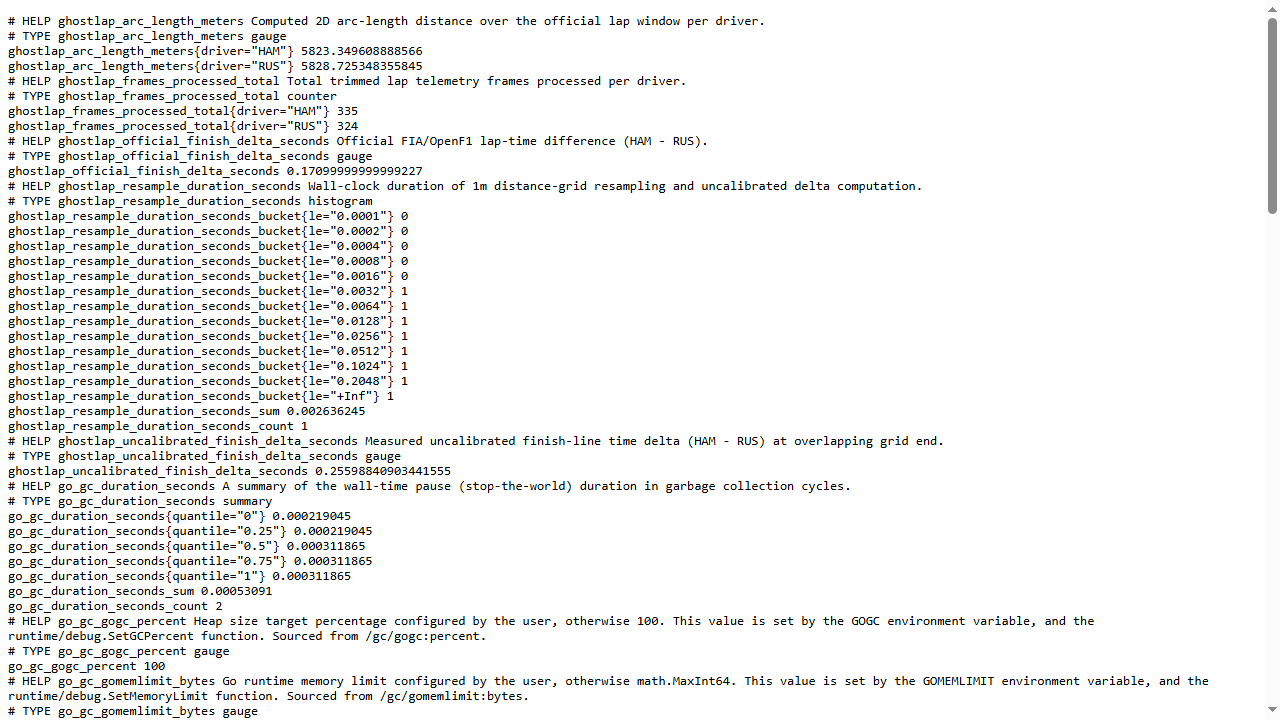 # HELP ghostlap_arc_length_meters Computed 2D arc-length distance over the official lap window per driver.
# TYPE ghostlap_arc_length_meters gauge
ghostlap_arc_length_meters{driver="HAM"} 5823.349608888566
ghostlap_arc_length_meters{driver="RUS"} 5828.725348355845
# HELP ghostlap_frames_processed_total Total trimmed lap telemetry frames processed per driver.
# TYPE ghostlap_frames_processed_total counter
ghostlap_frames_processed_total{driver="HAM"} 335
ghostlap_frames_processed_total{driver="RUS"} 324
# HELP ghostlap_official_finish_delta_seconds Official FIA/OpenF1 lap-time difference (HAM - RUS).
# TYPE ghostlap_official_finish_delta_seconds gauge
ghostlap_official_finish_delta_seconds 0.17099999999999227
# HELP ghostlap_resample_duration_seconds Wall-clock duration of 1m distance-grid resampling and uncalibrated delta computation.
# TYPE ghostlap_resample_duration_seconds histogram
ghostlap_resample_duration_seconds_bucket{le="0.0001"} 0
ghostlap_resample_duration_seconds_bucket{le="0.0002"} 0
ghostlap_resample_duration_seconds_bucket{le="0.0004"} 0
ghostlap_resample_duration_seconds_bucket{le="0.0008"} 0
ghostlap_resample_duration_seconds_bucket{le="0.0016"} 0
ghostlap_resample_duration_seconds_bucket{le="0.0032"} 1
ghostlap_resample_duration_seconds_bucket{le="0.0064"} 1
ghostlap_resample_duration_seconds_bucket{le="0.0128"} 1
ghostlap_resample_duration_seconds_bucket{le="0.0256"} 1
ghostlap_resample_duration_seconds_bucket{le="0.0512"} 1
ghostlap_resample_duration_seconds_bucket{le="0.1024"} 1
ghostlap_resample_duration_seconds_bucket{le="0.2048"} 1
ghostlap_resample_duration_seconds_bucket{le="+Inf"} 1
ghostlap_resample_duration_seconds_sum 0.002636245
ghostlap_resample_duration_seconds_count 1
# HELP ghostlap_uncalibrated_finish_delta_seconds Measured uncalibrated finish-line time delta (HAM - RUS) at overlapping grid end.
# TYPE ghostlap_uncalibrated_finish_delta_seconds gauge
ghostlap_uncalibrated_finish_delta_seconds 0.25598840903441555
# HELP go_gc_duration_seconds A summary of the wall-time pause (stop-the-world) duration in garbage collection cycles.
# TYPE go_gc_duration_seconds summary
go_gc_duration_seconds{quantile="0"} 0.000219045
go_gc_duration_seconds{quantile="0.25"} 0.000219045
go_gc_duration_seconds{quantile="0.5"} 0.000311865
go_gc_duration_seconds{quantile="0.75"} 0.000311865
go_gc_duration_seconds{quantile="1"} 0.000311865
go_gc_duration_seconds_sum 0.00053091
go_gc_duration_seconds_count 2
# HELP go_gc_gogc_percent Heap size target percentage configured by the user, otherwise 100. This value is set by the GOGC environment variable, and the
runtime/debug.SetGCPercent function. Sourced from /gc/gogc:percent.
# TYPE go_gc_gogc_percent gauge
go_gc_gogc_percent 100
# HELP go_gc_gomemlimit_bytes Go runtime memory limit configured by the user, otherwise math.MaxInt64. This value is set by the GOMEMLIMIT environment variable, and the
runtime/debug.SetMemoryLimit function. Sourced from /gc/gomemlimit:bytes.
# TYPE go_gc_gomemlimit_bytes gauge